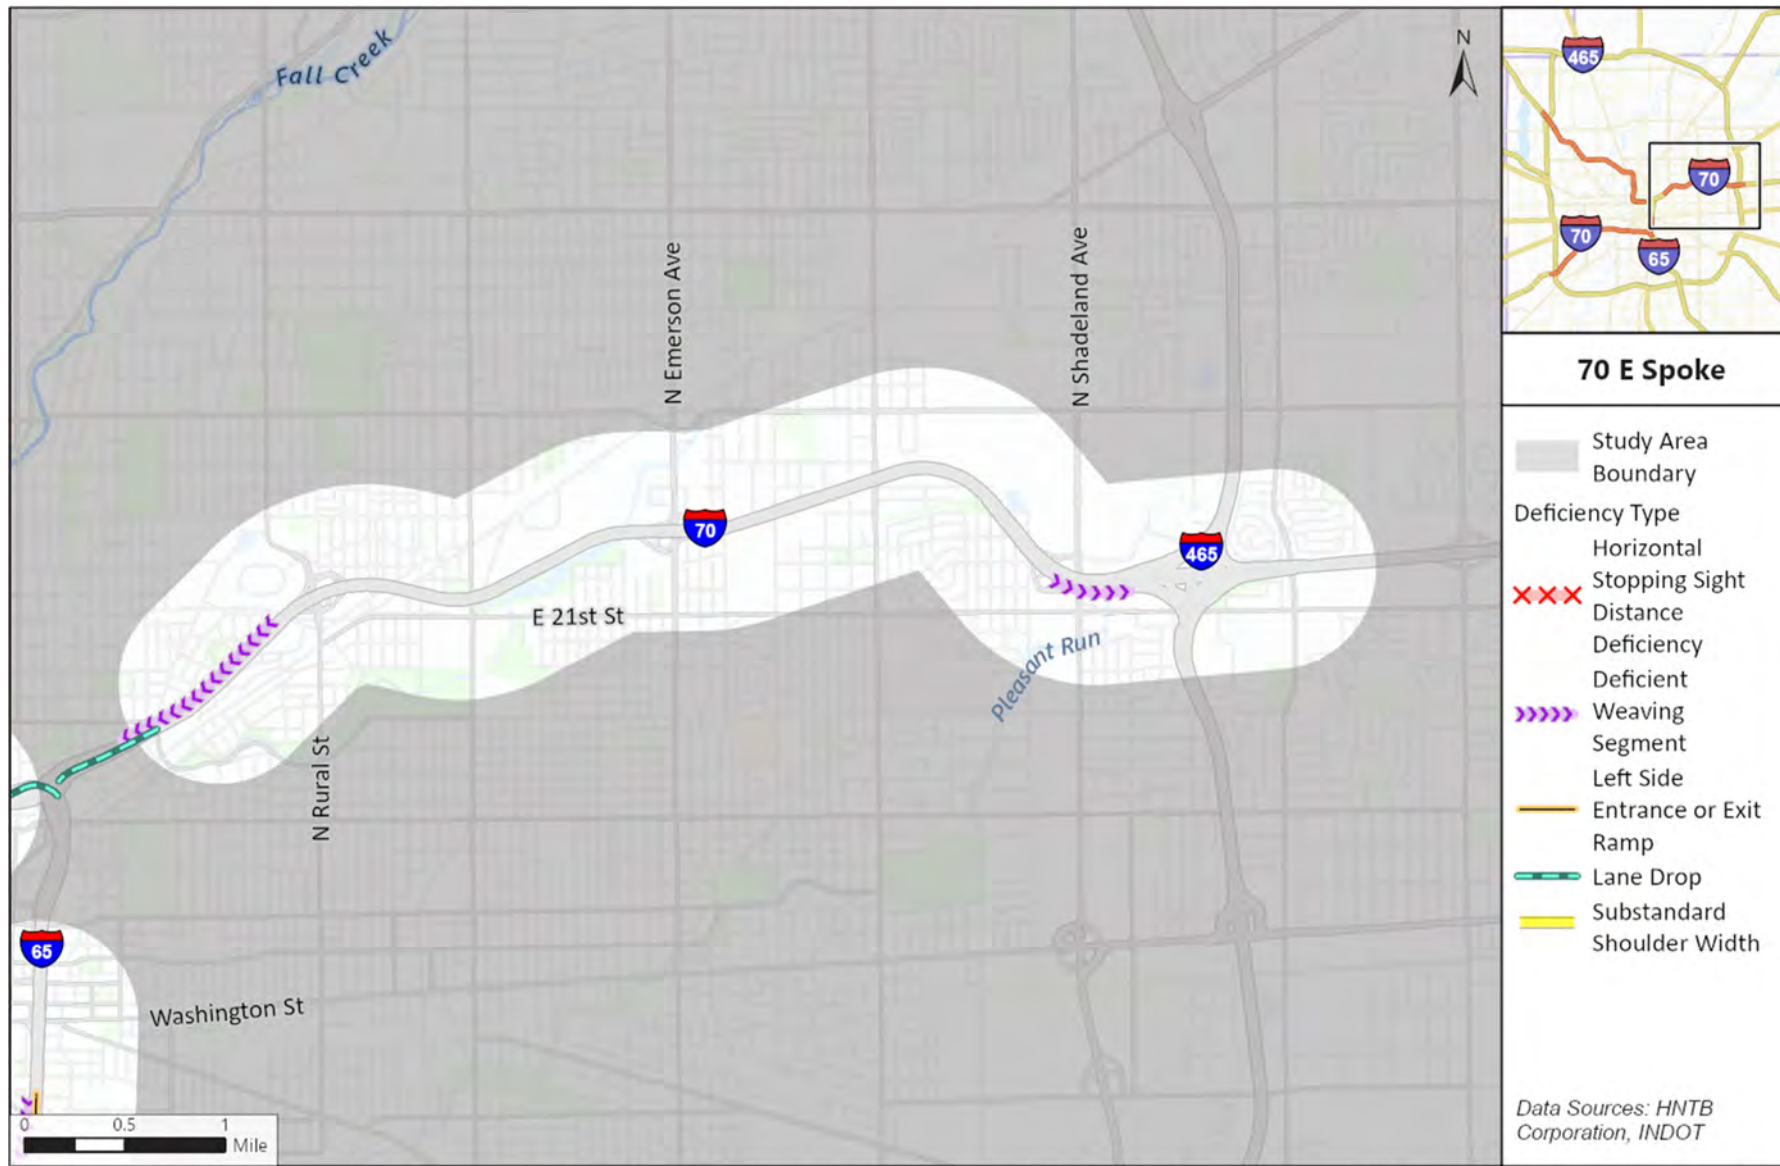 Fall Creek
N
N Emerson Ave
N Shadeland Ave
70
465
E 21st St
Pleasant Run
N Rural St
65
Washington St
0 0.5 1
Mile
465
70
70
65
70 E Spoke
Study Area
Boundary
Deficiency Type
Horizontal
Stopping Sight
Distance
Deficiency
Deficient
Weaving
Segment
Left Side
Entrance or Exit
Ramp
Lane Drop
Substandard
Shoulder Width
Data Sources: HNTB
Corporation, INDOT